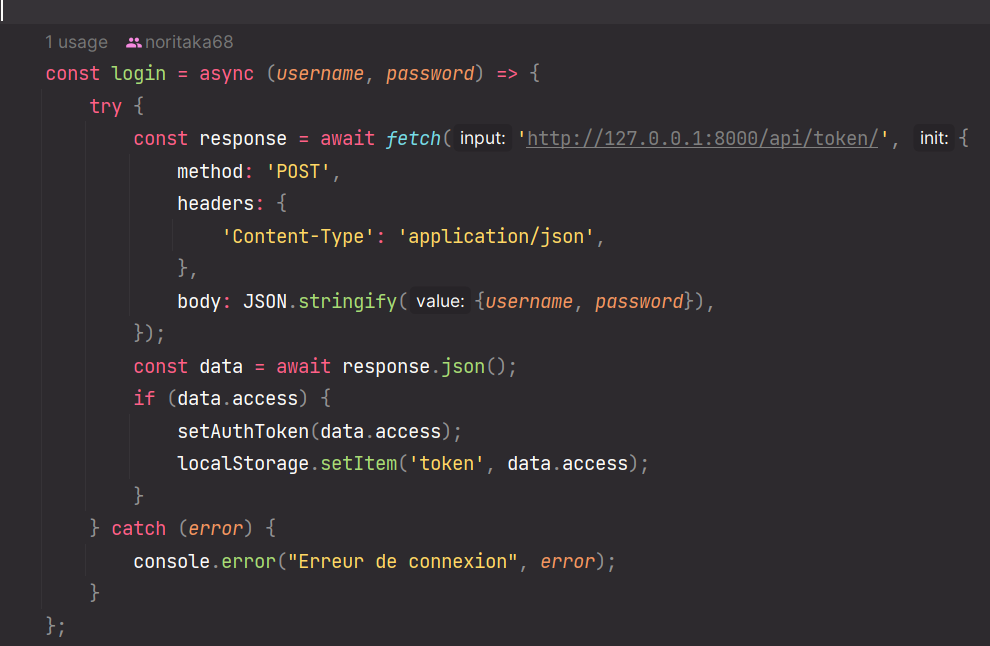 1 usage noritaka68
const login = async (username, password) => {
try {
const response = await fetch( input: 'http://127.0.0.1:8000/api/token/', init: {
method: 'POST',
headers: {
'Content-Type': 'application/json',
},
body: JSON.stringify( value: {username, password}),
});
const data = await response.json();
if (data.access) {
setAuthToken(data.access);
localStorage.setItem('token', data.access);
}
} catch (error) {
console.error("Erreur de connexion", error);
}
};